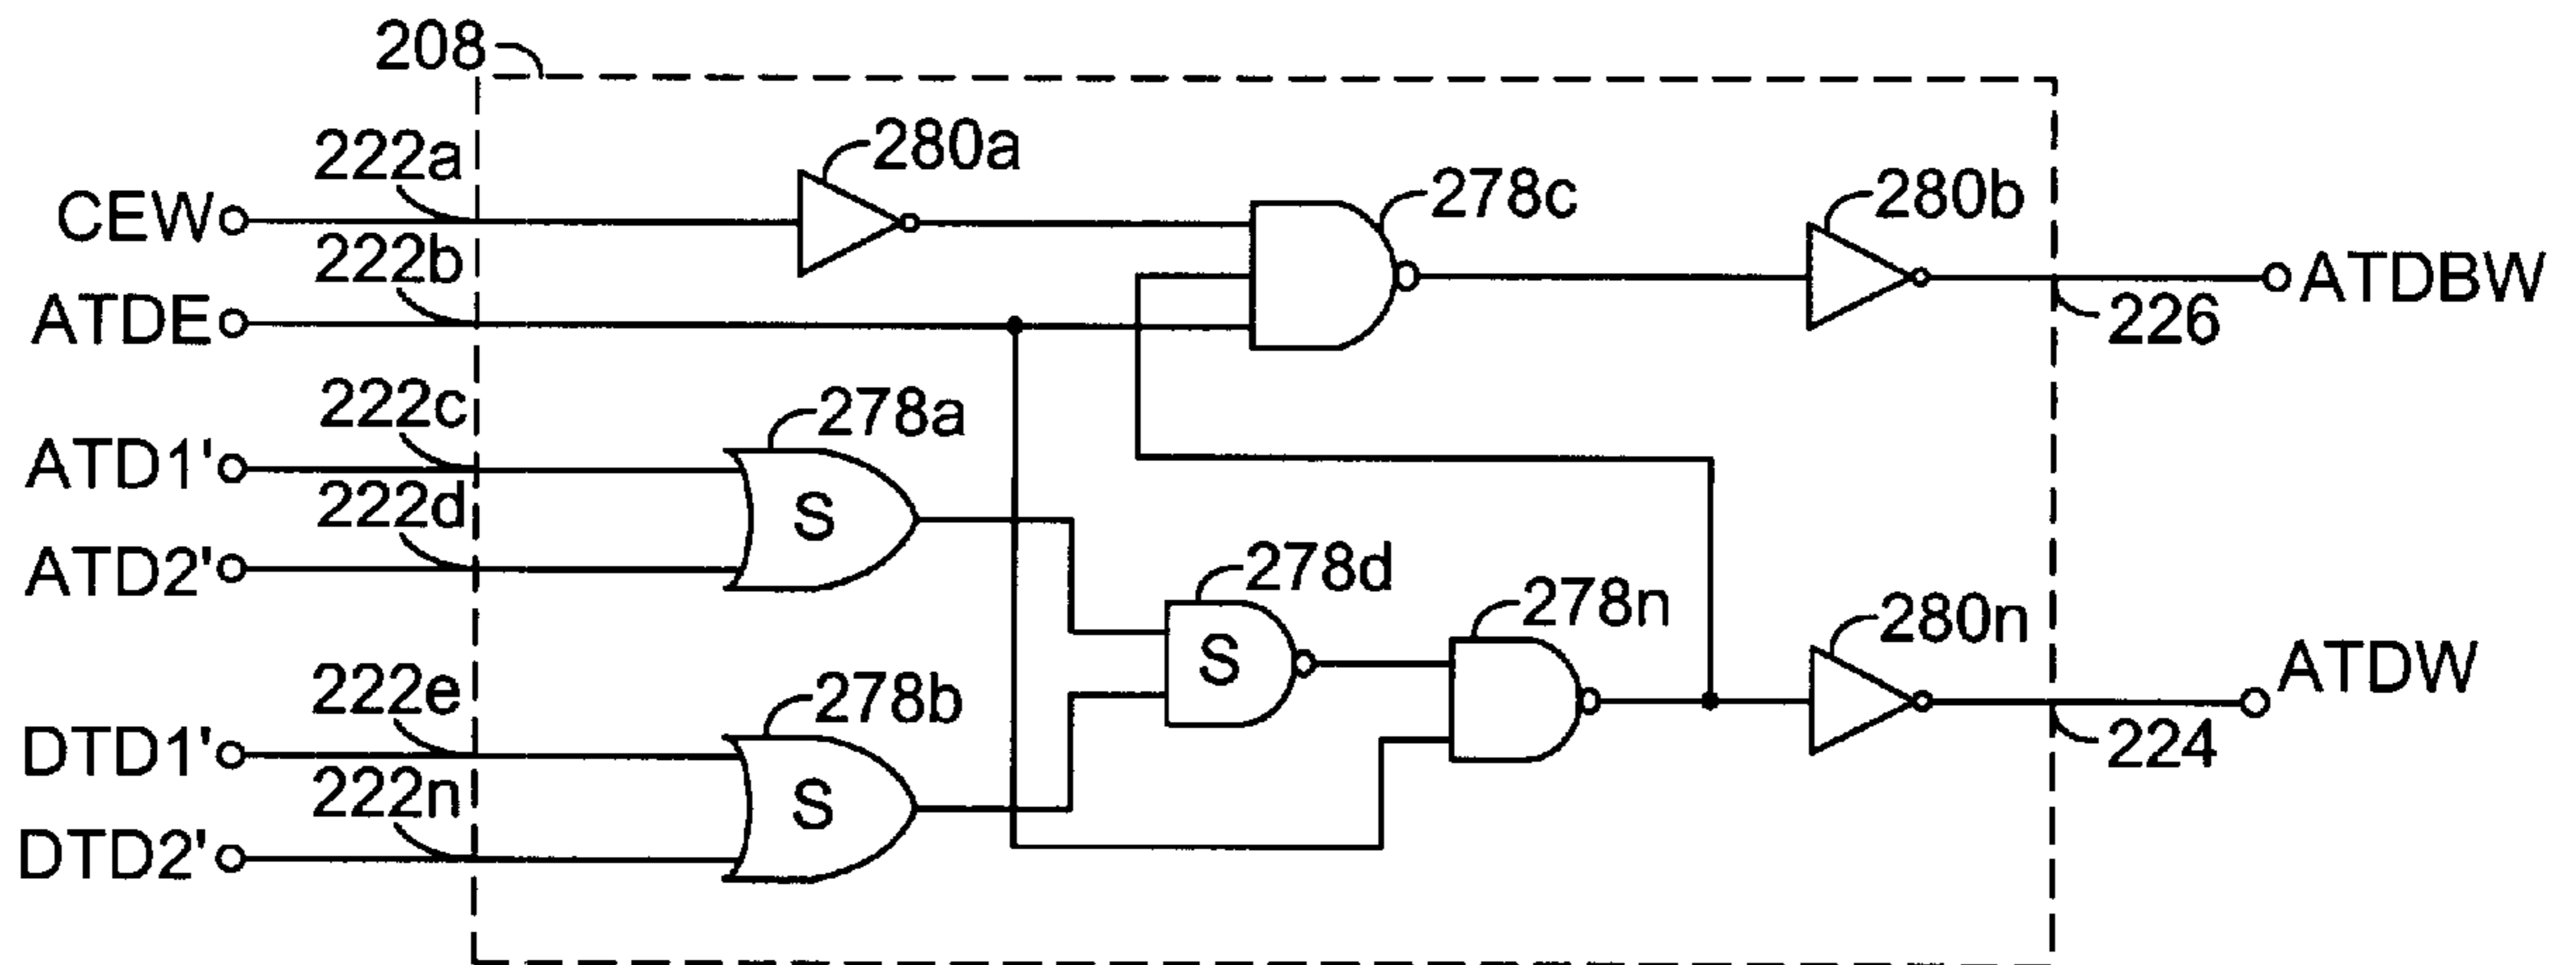 208
222a
280a
278c
280b
CEW
222b
ATDBW
ATDE
226
222c
278a
ATD1'
222d
278d
ATD2'
278n
280n
222e
278b
ATDW
DTD1'
224
222n
DTD2'
S
S
S